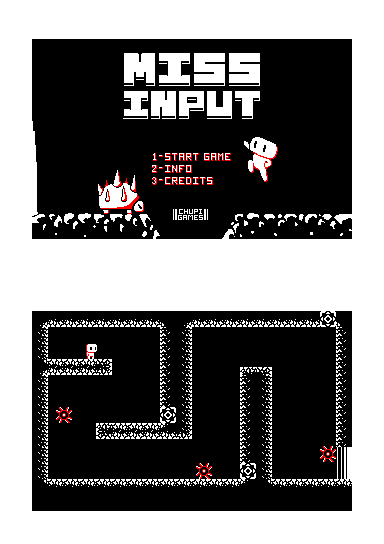 MISS
INPUT
1-START GAME
2-INFO
3-CREDITS
CHUPI
GAMES